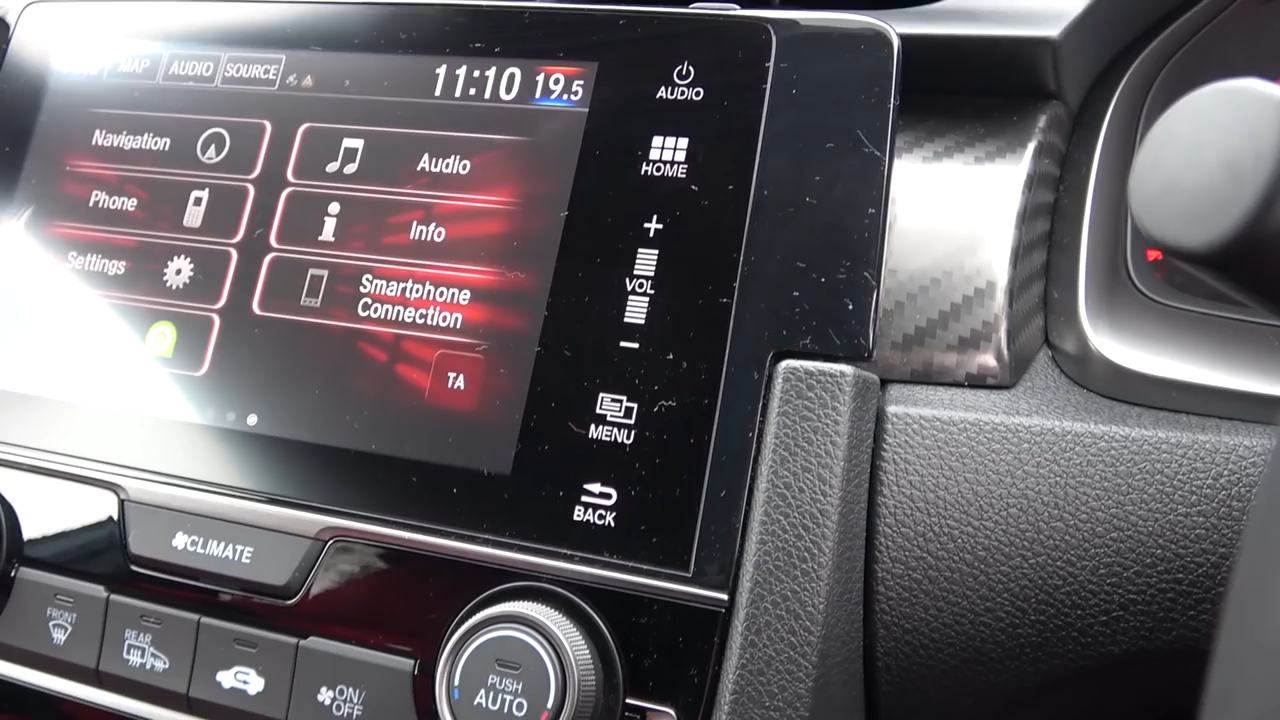 MAP AUDIO SOURCE
11:10 19.5
AUDIO
Navigation
Audio
HOME
Phone
Info
Settings
Smartphone
Connection
VOL
TA
MENU
BACK
CLIMATE
FRONT
REAR
ON/
OFF
PUSH
AUTO